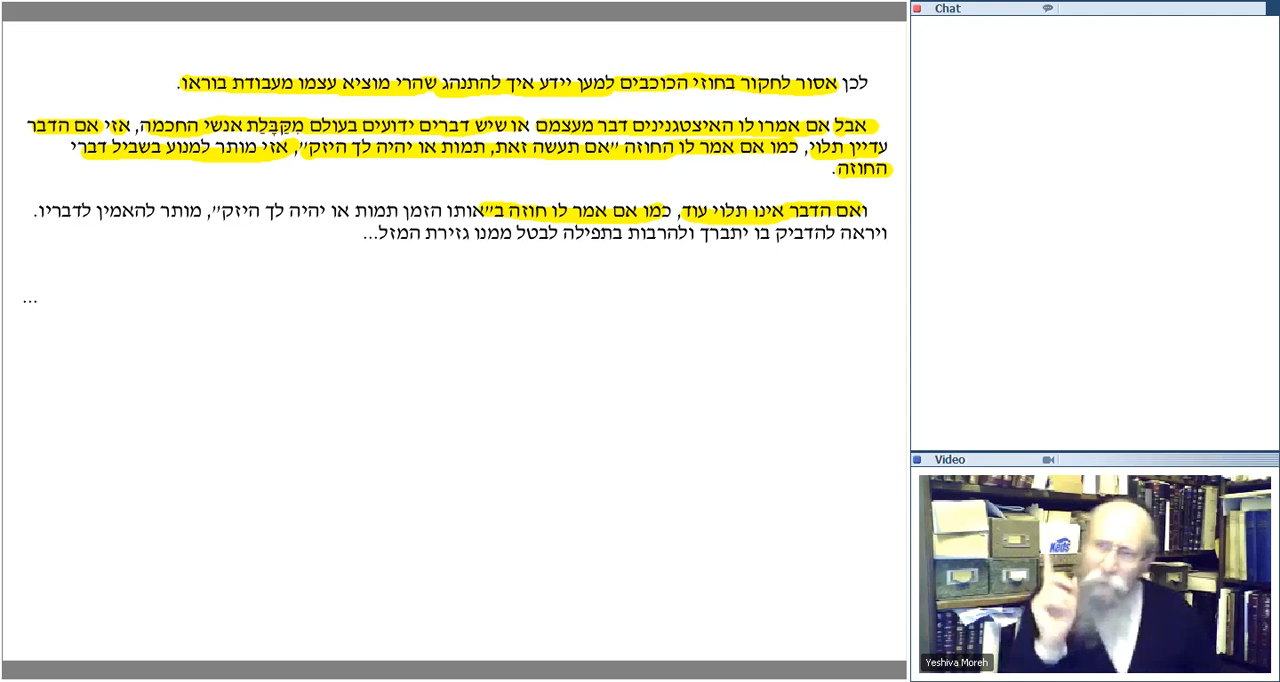 Chat
לכן אסור לחקור בחוזי הכוכבים למען יידע איך להתנהג שהרי מוציא עצמו מעבודת בוראו.
אבל אם אמרו לו האיצטגנינים דבר מעצמם או שיש דברים ידועים בעולם מִקַּבָּלַת אנשי החכמה, אזי אם הדבר
עדיין תלוי, כמו אם אמר לו החוזה "אם תעשה זאת, תמות או יהיה לך היזק", אזי מותר למנוע בשביל דברי
החוזה.
ואם הדבר אינו תלוי עוד, כמו אם אמר לו חוזה ב"אותו הזמן תמות או יהיה לך היזק", מותר להאמין לדבריו.
ויראה להדביק בו יתברך ולהרבות בתפילה לבטל ממנו גזירת המזל...
...
Video
Keds
Yeshiva Moreh